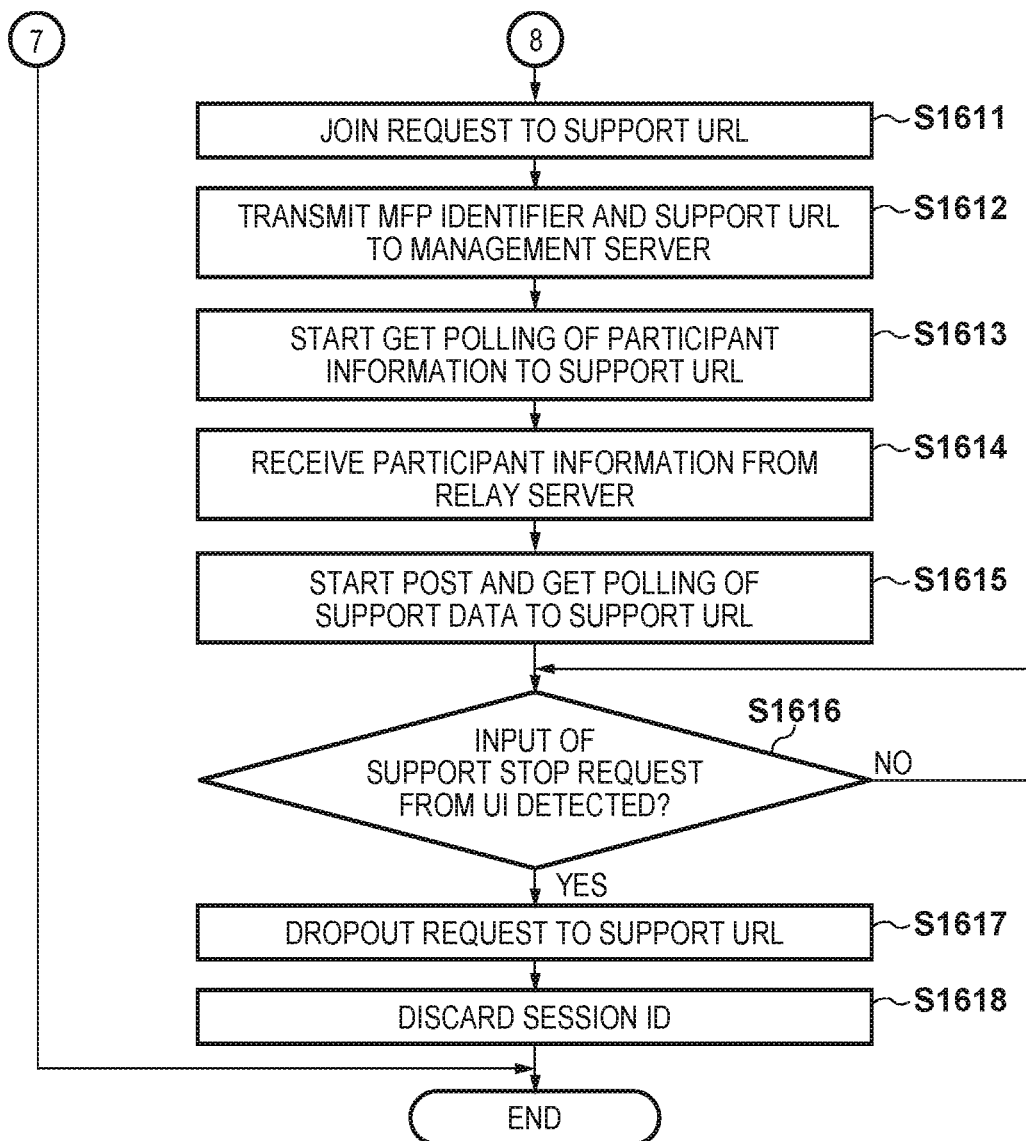 7
8
JOIN REQUEST TO SUPPORT URL
S1611
TRANSMIT MFP IDENTIFIER AND SUPPORT URL
TO MANAGEMENT SERVER
S1612
START GET POLLING OF PARTICIPANT
INFORMATION TO SUPPORT URL
S1613
RECEIVE PARTICIPANT INFORMATION FROM
RELAY SERVER
S1614
START POST AND GET POLLING OF
SUPPORT DATA TO SUPPORT URL
S1615
S1616
INPUT OF
SUPPORT STOP REQUEST
FROM UI DETECTED?
NO
YES
DROPOUT REQUEST TO SUPPORT URL
S1617
DISCARD SESSION ID
S1618
END